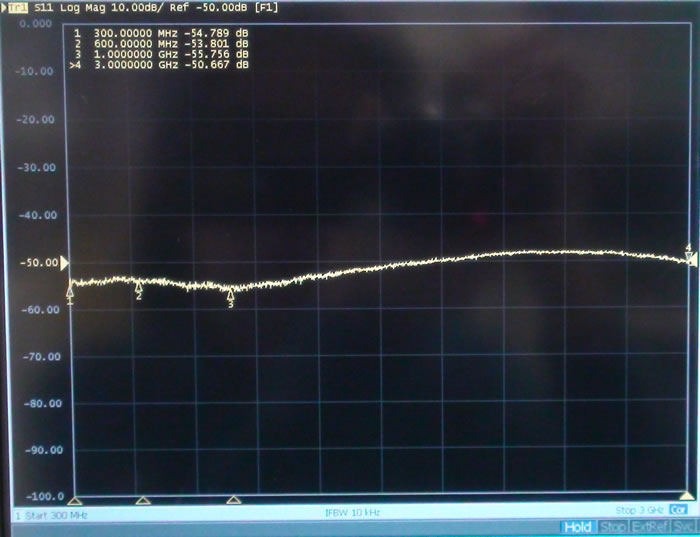 Tr1 S11 Log Mag 10.00dB/ Ref -50.00dB [F1]
0.000
1 300.00000 MHz -54.789 dB
2 600.00000 MHz -53.801 dB
3 1.0000000 GHz -55.756 dB
>4 3.0000000 GHz -50.667 dB
-10.00
-20.00
-30.00
-40.00
4
-50.00
1
2
3
-60.00
-70.00
-80.00
-90.00
-100.0
1 Start 300 MHz IFBW 10 kHz Stop 3 GHz Cor
Hold Stop ExtRef Svc